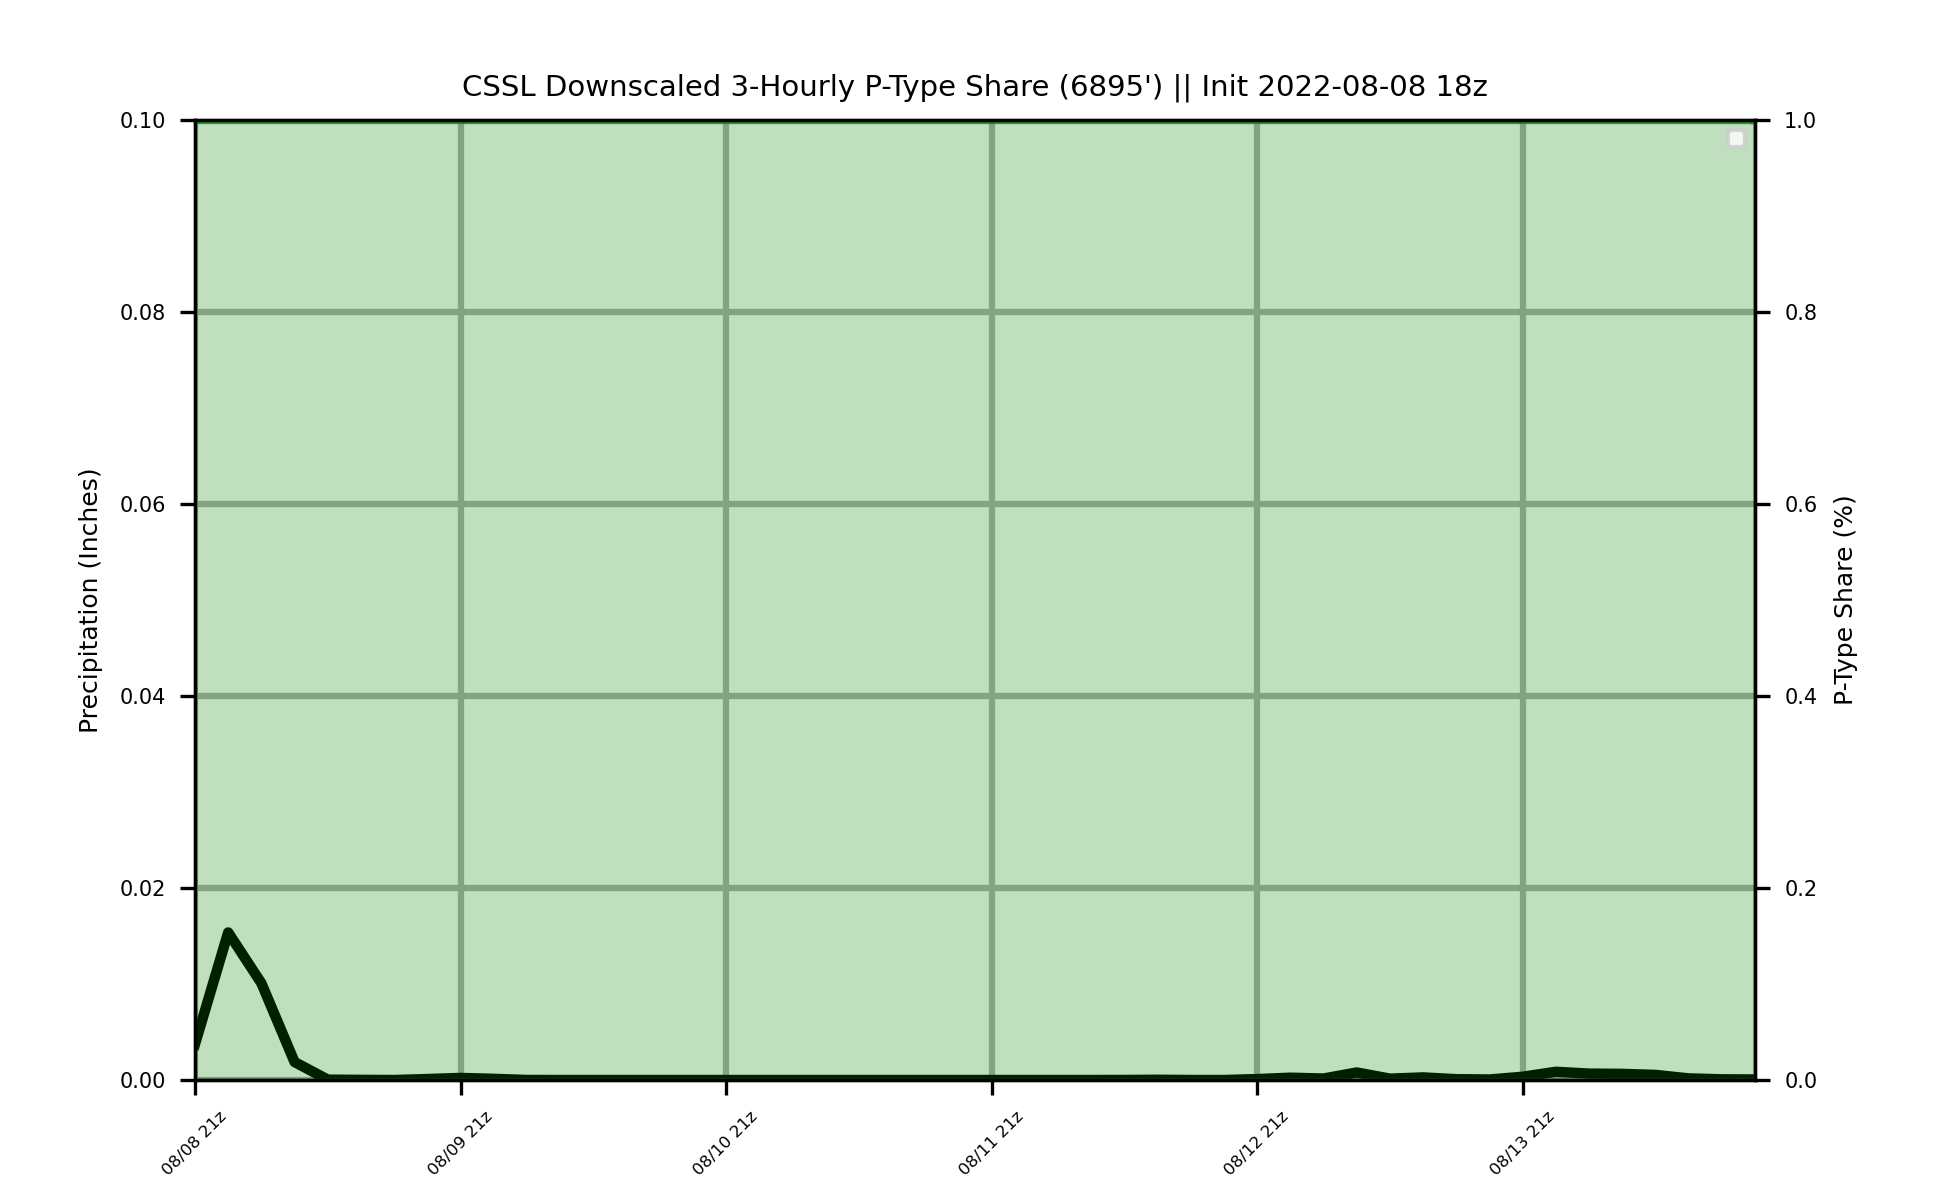 CSSL Downscaled 3-Hourly P-Type Share (6895') || Init 2022-08-08 18z
0.10
0.08
0.06
0.04
0.02
0.00
Precipitation (Inches)
1.0
0.8
0.6
0.4
0.2
0.0
P-Type Share (%)
08/08 21z
08/09 21z
08/10 21z
08/11 21z
08/12 21z
08/13 21z